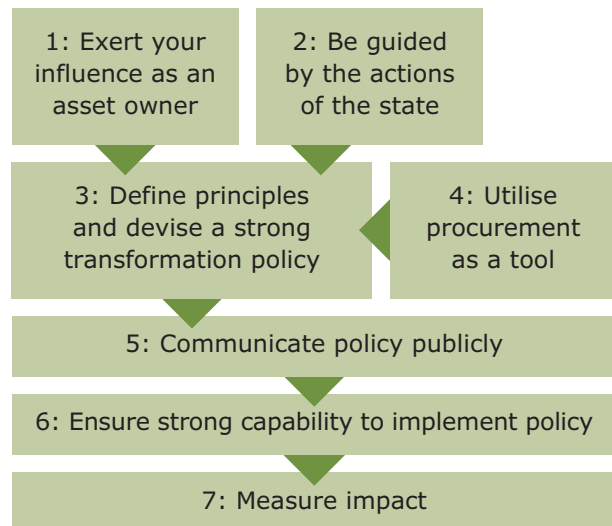 1: Exert your
influence as an
asset owner
2: Be guided
by the actions
of the state
3: Define principles
and devise a strong
transformation policy
4: Utilise
procurement
as a tool
5: Communicate policy publicly
6: Ensure strong capability to implement policy
7: Measure impact